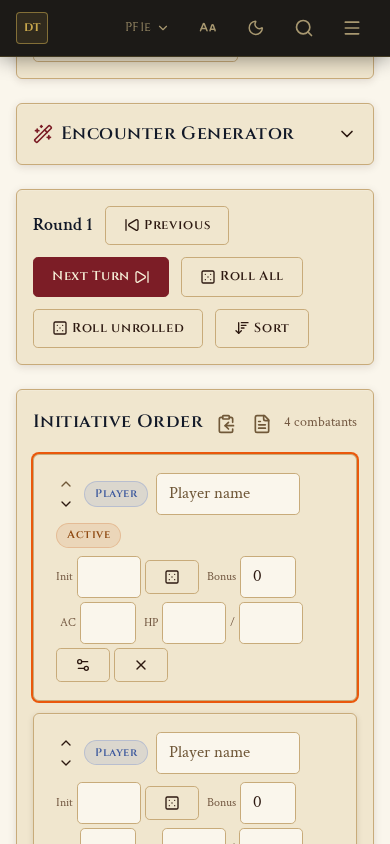 DT PF1E AA
Encounter Generator
Round 1 Previous
Next Turn Roll All
Roll unrolled Sort
Initiative Order 4 combatants
Player Player name
Active
Init Bonus 0
AC HP /
Player Player name
Init Bonus 0